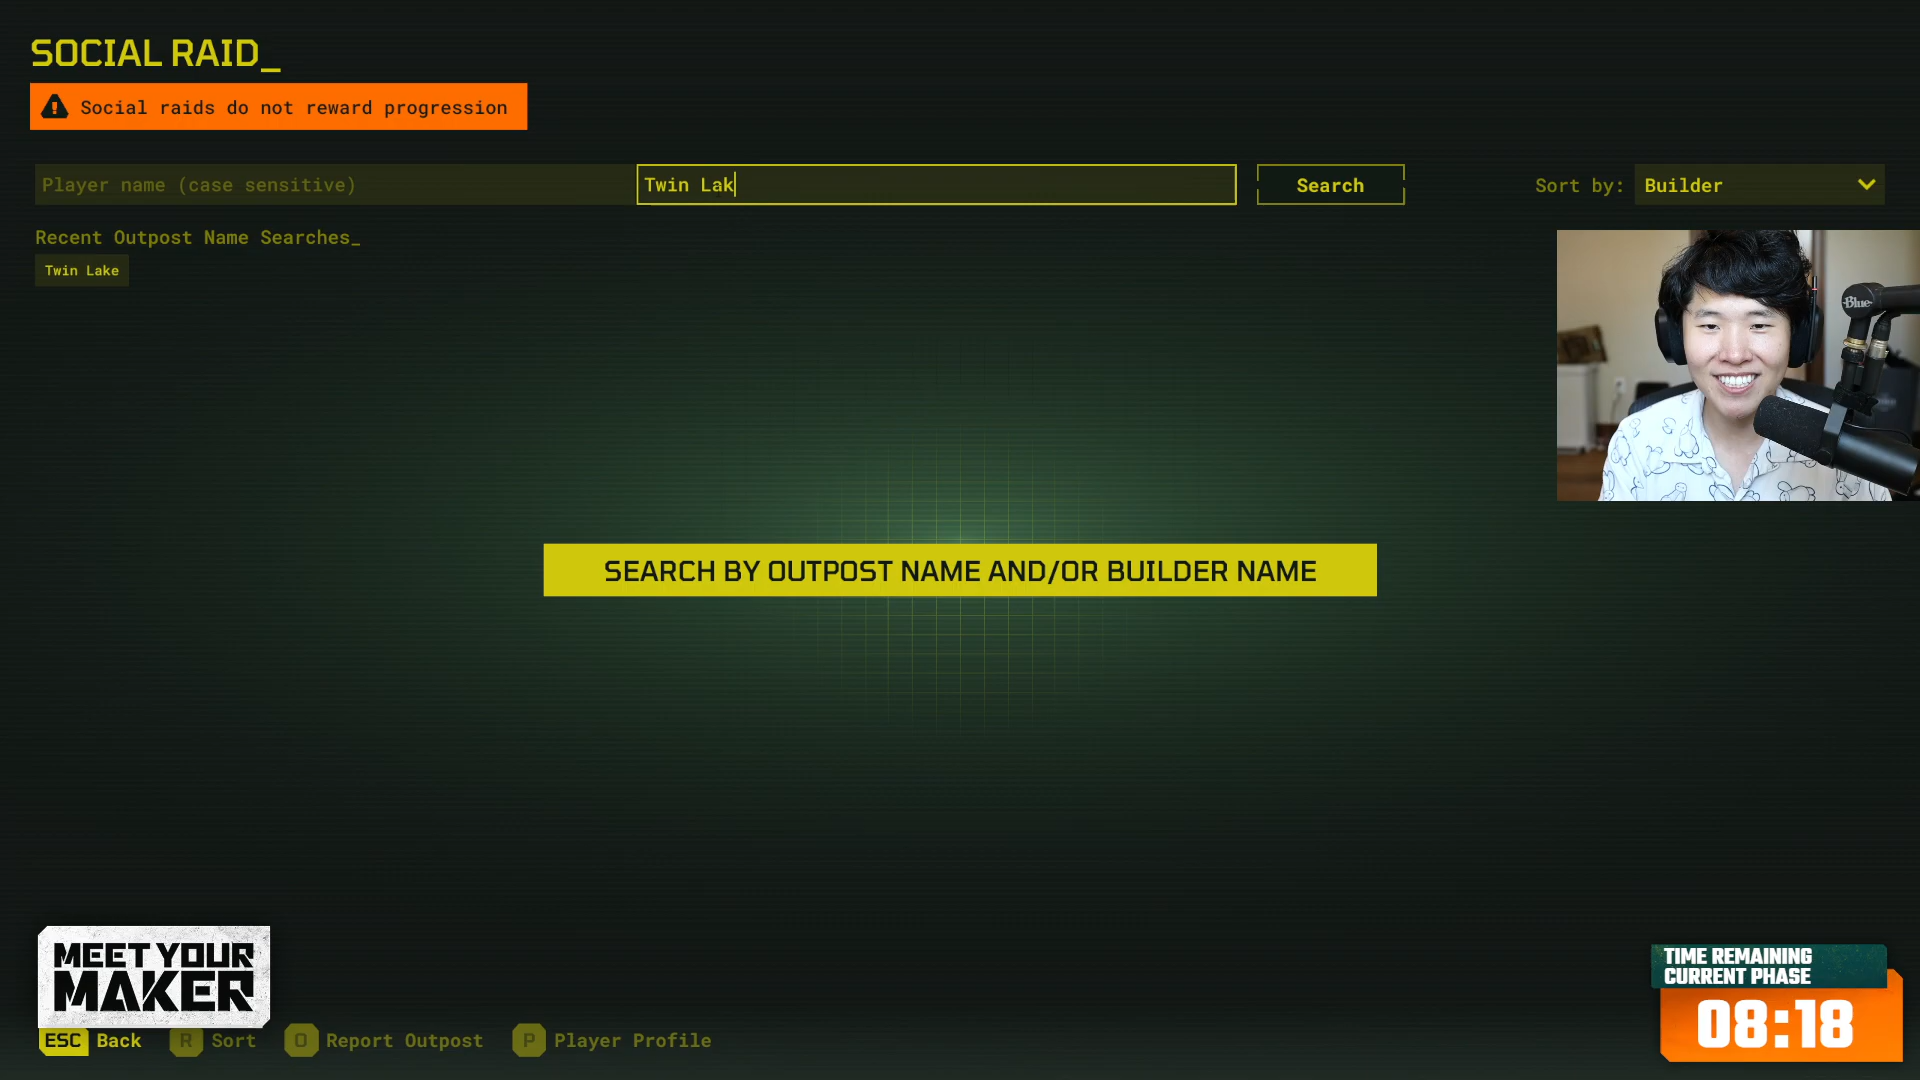 SOCIAL RAID_
Social raids do not reward progression
Player name (case sensitive)
Twin Lak
Search
Sort by:
Builder
Recent Outpost Name Searches_
Twin Lake
Blue
SEARCH BY OUTPOST NAME AND/OR BUILDER NAME
MEET YOUR
MAKER
TIME REMAINING
CURRENT PHASE
08:18
ESC Back
R Sort
O Report Outpost
P Player Profile